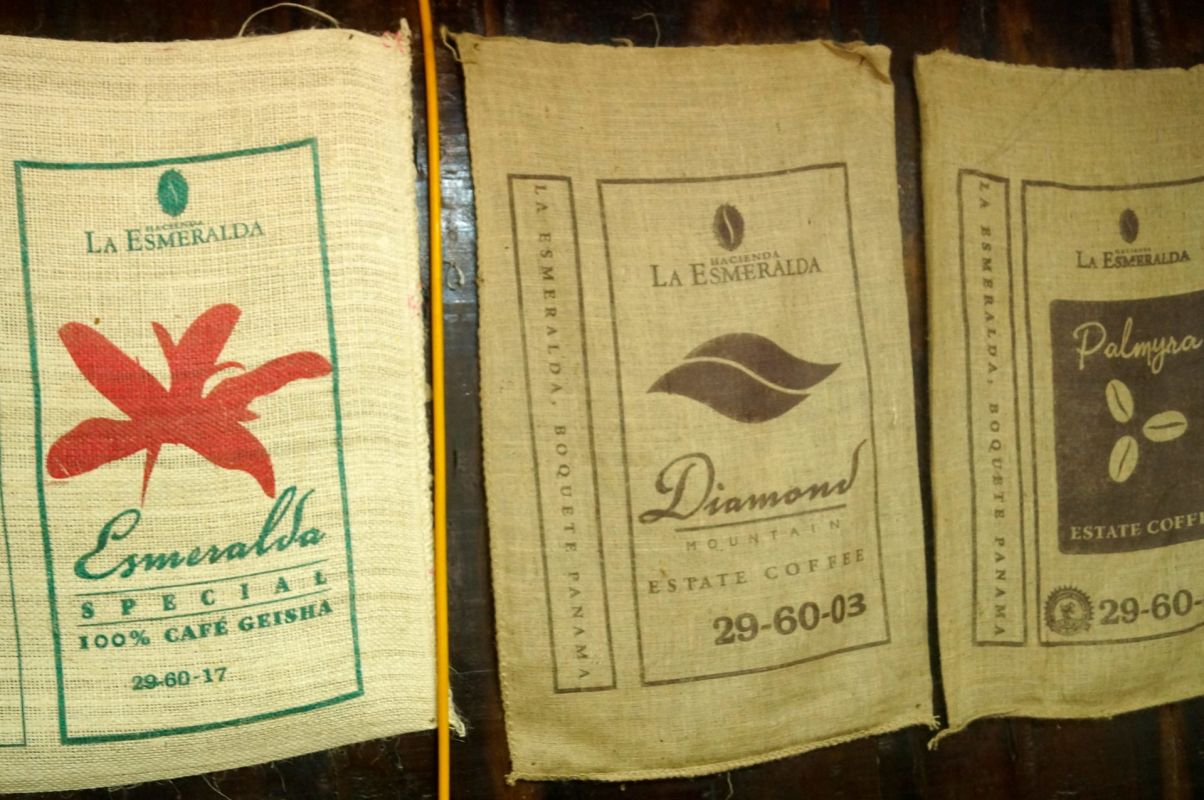 HACIENDA
LA ESMERALDA
Esmeralda
SPECIAL
100% CAFÉ GEISHA
29-60-17
LA ESMERALDA, BOQUETE PANAMA
HACIENDA
LA ESMERALDA
Diamond
MOUNTAIN
ESTATE COFFEE
29-60-03
LA ESMERALDA, BOQUETE PANAMA
HACIENDA
LA ESMERALDA
Palmyra
ESTATE COFFE
29-60-